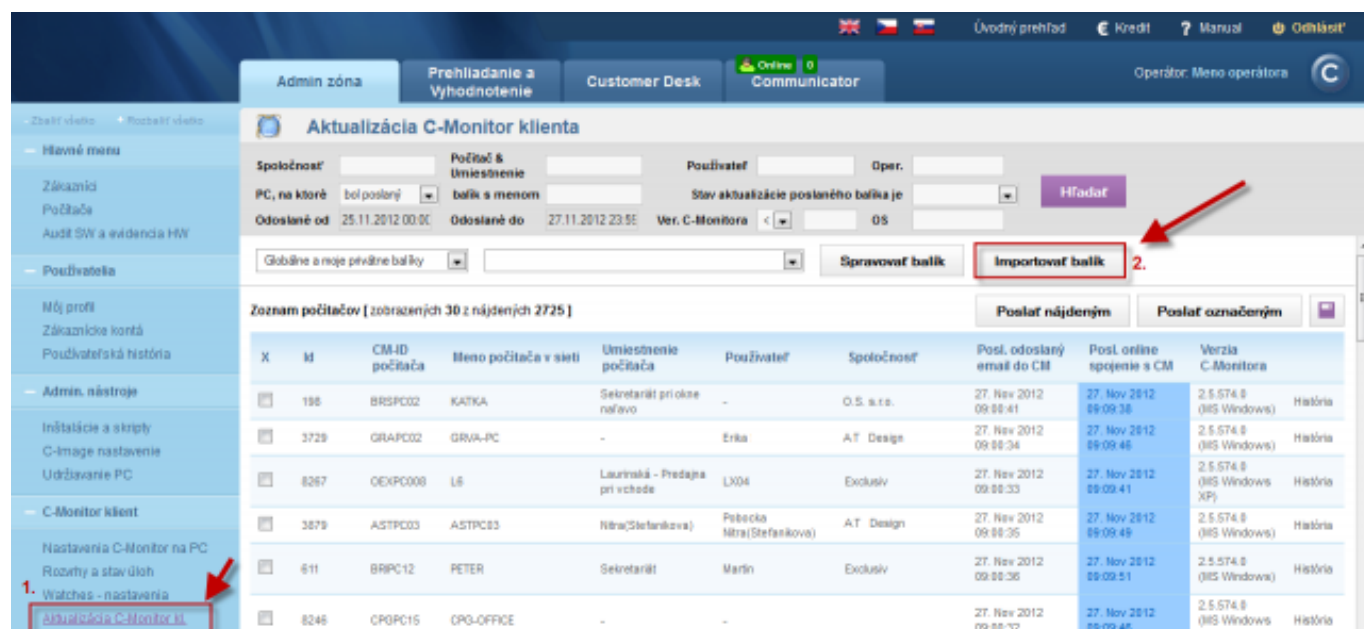 Úvodný prehľad € Kredit ? Manual Odhlásiť
Online 0
Admin zóna Prehliadanie a Vyhodnotenie Customer Desk Communicator Operátor: Meno operátora C
- Zbaliť všetko + Rozbaliť všetko
Aktualizácia C-Monitor klienta
Hlavné menu
Zákazníci
Počítače
Audit SW a evidencia HW
Používatelia
Môj profil
Zákaznícke kontá
Používateľská história
Admin. nástroje
Inštalácie a skripty
C-Image nastavenie
Udržiavanie PC
C-Monitor klient
Nastavenia C-Monitor na PC
Rozvrhy a stav úloh
1. Watches - nastavenia
Aktualizácia C-Monitor kl.
Spoločnosť Počítač & Umiestnenie Používateľ Oper.
PC, na ktoré bol poslaný balík s menom Stav aktualizácie poslaného balíka je Hľadať
Odoslané od 25.11.2012 00:00 Odoslané do 27.11.2012 23:59 Ver. C-Monitora < OS
Globálne a moje privátne balíky Spravovať balík Importovať balík 2.
Zoznam počítačov [ zobrazených 30 z nájdených 2725 ] Poslať nájdeným Poslať označeným
X Id CM-ID počítača Meno počítača v sieti Umiestnenie počítača Používateľ Spoločnosť Posl. odoslaný email do CM Posl. online spojenie s CM Verzia C-Monitora
198 BRSPC02 KATKA Sekretariát pri okne naľavo - O.S. s.r.o. 27. Nov 2012 09:00:41 27. Nov 2012 09:09:38 2.5.574.0 (MS Windows) História
3729 GRAPC02 GRVA-PC - Erika AT Design 27. Nov 2012 09:00:34 27. Nov 2012 09:09:46 2.5.574.0 (MS Windows) História
8267 OEXPC008 L6 Laurinská - Predajna pri vchode LX04 Exclusív 27. Nov 2012 09:00:33 27. Nov 2012 09:09:41 2.5.574.0 (MS Windows XP) História
3879 ASTPC03 ASTPC03 Nitra(Stefanikova) Pobocka Nitra(Stefanikova) AT Design 27. Nov 2012 09:00:35 27. Nov 2012 09:09:49 2.5.574.0 (MS Windows) História
611 BRIPC12 PETER Sekretariát Martin Exclusív 27. Nov 2012 09:00:36 27. Nov 2012 09:09:51 2.5.574.0 (MS Windows) História
8246 CPGPC15 CPG-OFFICE - - 27. Nov 2012 09:00:32 27. Nov 2012 2.5.574.0 (MS Windows) História